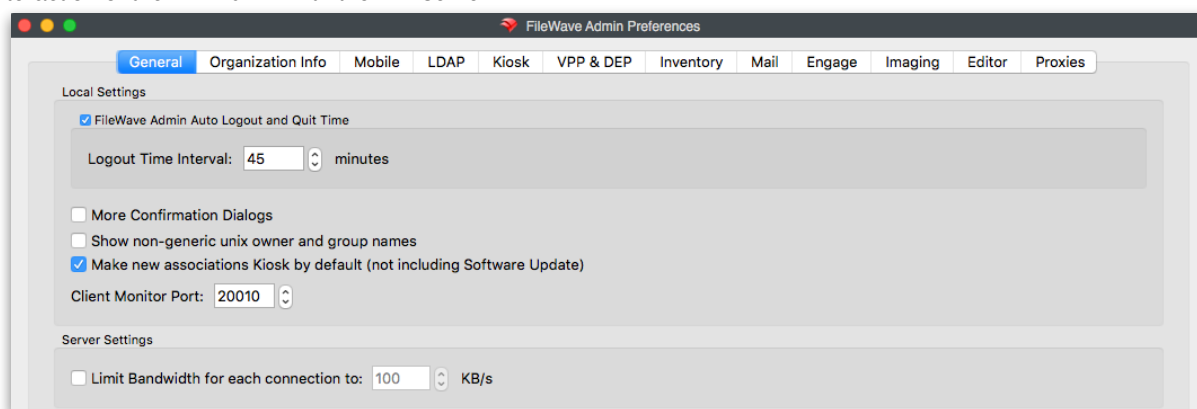 FileWave Admin Preferences
General Organization Info Mobile LDAP Kiosk VPP & DEP Inventory Mail Engage Imaging Editor Proxies
Local Settings
FileWave Admin Auto Logout and Quit Time
Logout Time Interval: 45 minutes
More Confirmation Dialogs
Show non-generic unix owner and group names
Make new associations Kiosk by default (not including Software Update)
Client Monitor Port: 20010
Server Settings
Limit Bandwidth for each connection to: 100 KB/s